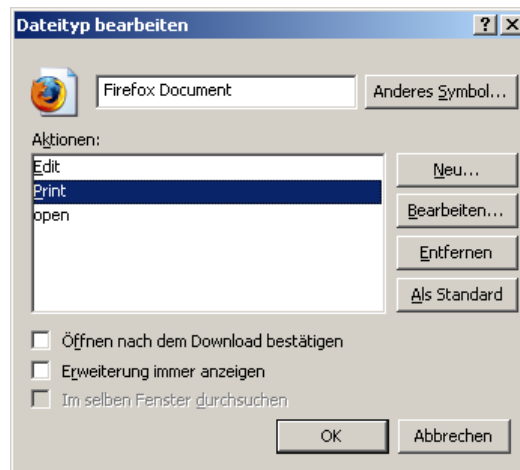 Dateityp bearbeiten
Firefox Document
Anderes Symbol...
Aktionen:
Edit
Print
open
Neu...
Bearbeiten...
Entfernen
Als Standard
Öffnen nach dem Download bestätigen
Erweiterung immer anzeigen
Im selben Fenster durchsuchen
OK
Abbrechen